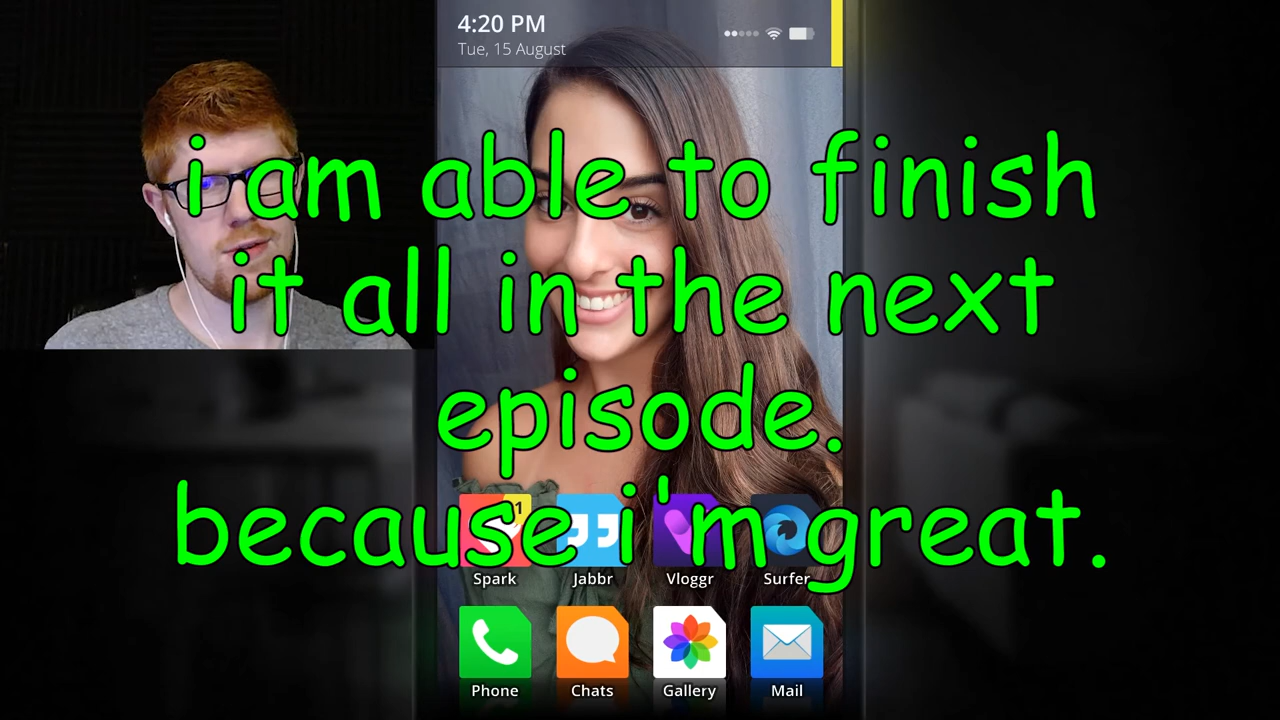 4:20 PM
Tue, 15 August
i am able to finish
it all in the next
episode.
because i'm great.
1
Spark
Jabbr
Vloggr
Surfer
Phone
Chats
Gallery
Mail